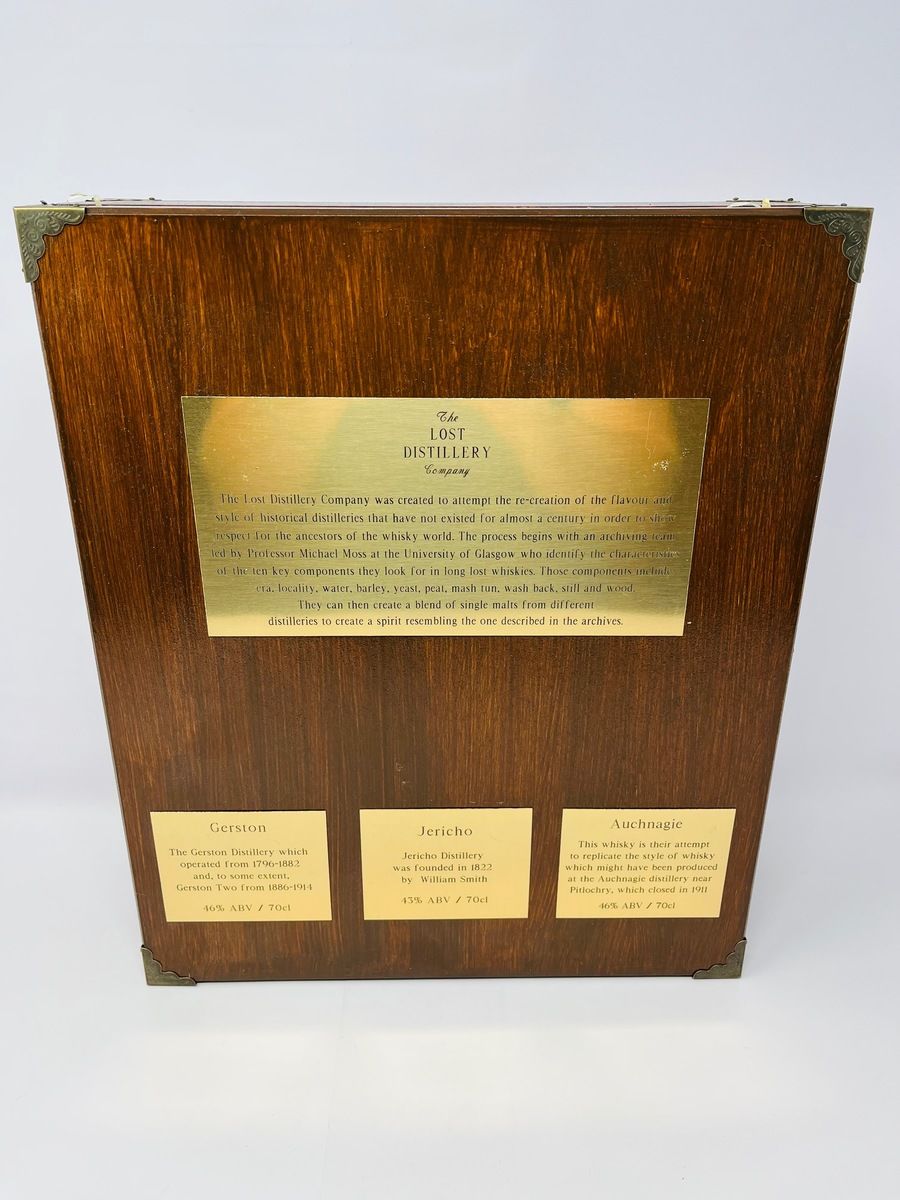 The
LOST
DISTILLERY
Company
The Lost Distillery Company was created to attempt the re-creation of the flavour and
style of historical distilleries that have not existed for almost a century in order to show
respect for the ancestors of the whisky world. The process begins with an archiving team
led by Professor Michael Moss at the University of Glasgow who identify the characteristics
of the ten key components they look for in long lost whiskies. Those components include
era, locality, water, barley, yeast, peat, mash tun, wash back, still and wood.
They can then create a blend of single malts from different
distilleries to create a spirit resembling the one described in the archives.
Gerston
The Gerston Distillery which
operated from 1796-1882
and, to some extent,
Gerston Two from 1886-1914
46% ABV / 70cl
Jericho
Jericho Distillery
was founded in 1822
by William Smith
43% ABV / 70cl
Auchnagie
This whisky is their attempt
to replicate the style of whisky
which might have been produced
at the Auchnagie distillery near
Pitlochry, which closed in 1911
46% ABV / 70cl